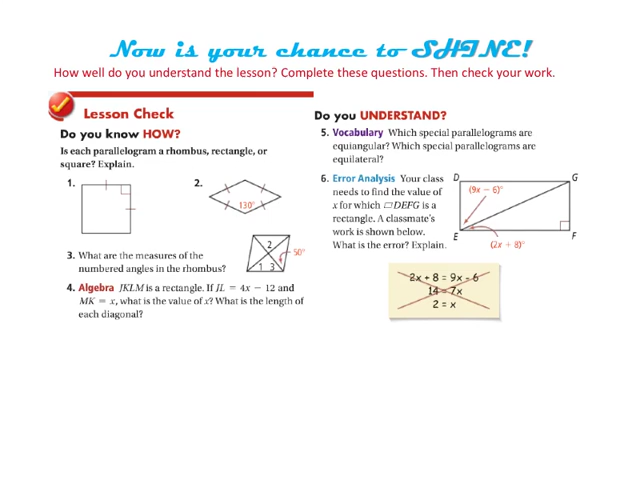 Now is your chance to SHINE!
How well do you understand the lesson? Complete these questions. Then check your work.
Lesson Check
Do you know HOW?
Is each parallelogram a rhombus, rectangle, or
square? Explain.
1.
2.
130°
3. What are the measures of the
numbered angles in the rhombus?
2
1 3
50°
4. Algebra JKLM is a rectangle. If JL = 4x − 12 and
MK = x, what is the value of x? What is the length of
each diagonal?
Do you UNDERSTAND?
5. Vocabulary Which special parallelograms are
equiangular? Which special parallelograms are
equilateral?
6. Error Analysis Your class
needs to find the value of
x for which ▱DEFG is a
rectangle. A classmate's
work is shown below.
What is the error? Explain.
D
G
(9x − 6)°
E
F
(2x + 8)°
2x + 8 = 9x − 6
14 = 7x
2 = x